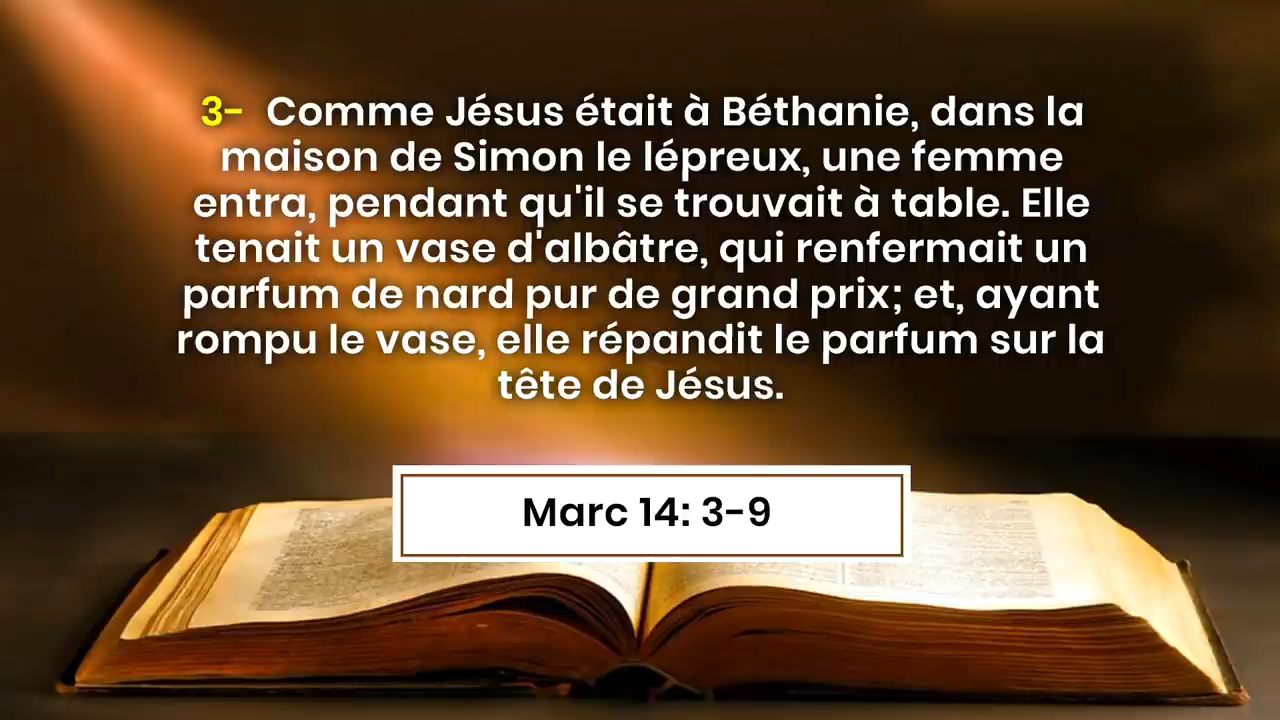 3- Comme Jésus était à Béthanie, dans la
maison de Simon le lépreux, une femme
entra, pendant qu'il se trouvait à table. Elle
tenait un vase d'albâtre, qui renfermait un
parfum de nard pur de grand prix; et, ayant
rompu le vase, elle répandit le parfum sur la
tête de Jésus.
Marc 14: 3-9